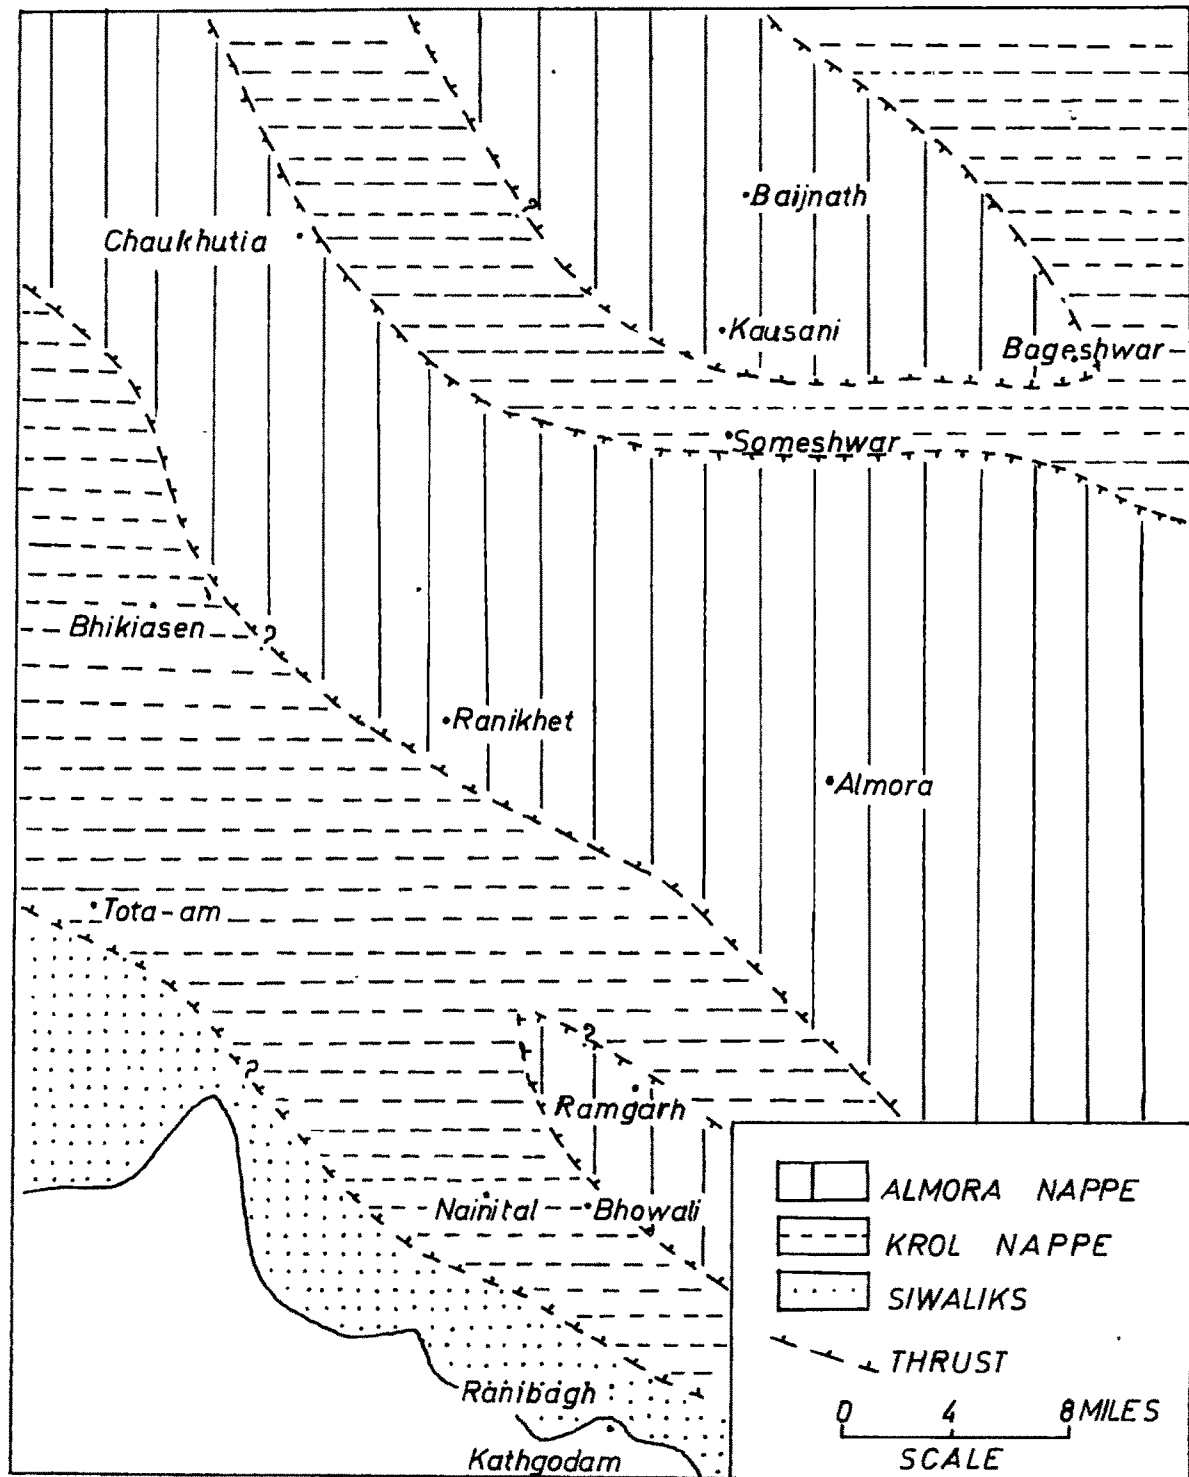 Baijnath
Chaukhutia
Kausani
Bageshwar
Someshwar
Bhikiasen
?
?
Ranikhet
Almora
Tota-am
?
?
Ramgarh
Nainital
Bhowali
Ranibagh
Kathgodam
ALMORA NAPPE
KROL NAPPE
SIWALIKS
THRUST
0 4 8 MILES
SCALE